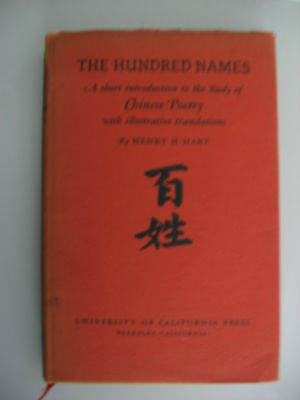 THE HUNDRED NAMES
A short introduction to the study of
Chinese Poetry
with illustrative translations
By HENRY H HART
百
姓
UNIVERSITY OF CALIFORNIA PRESS
BERKELEY, CALIFORNIA